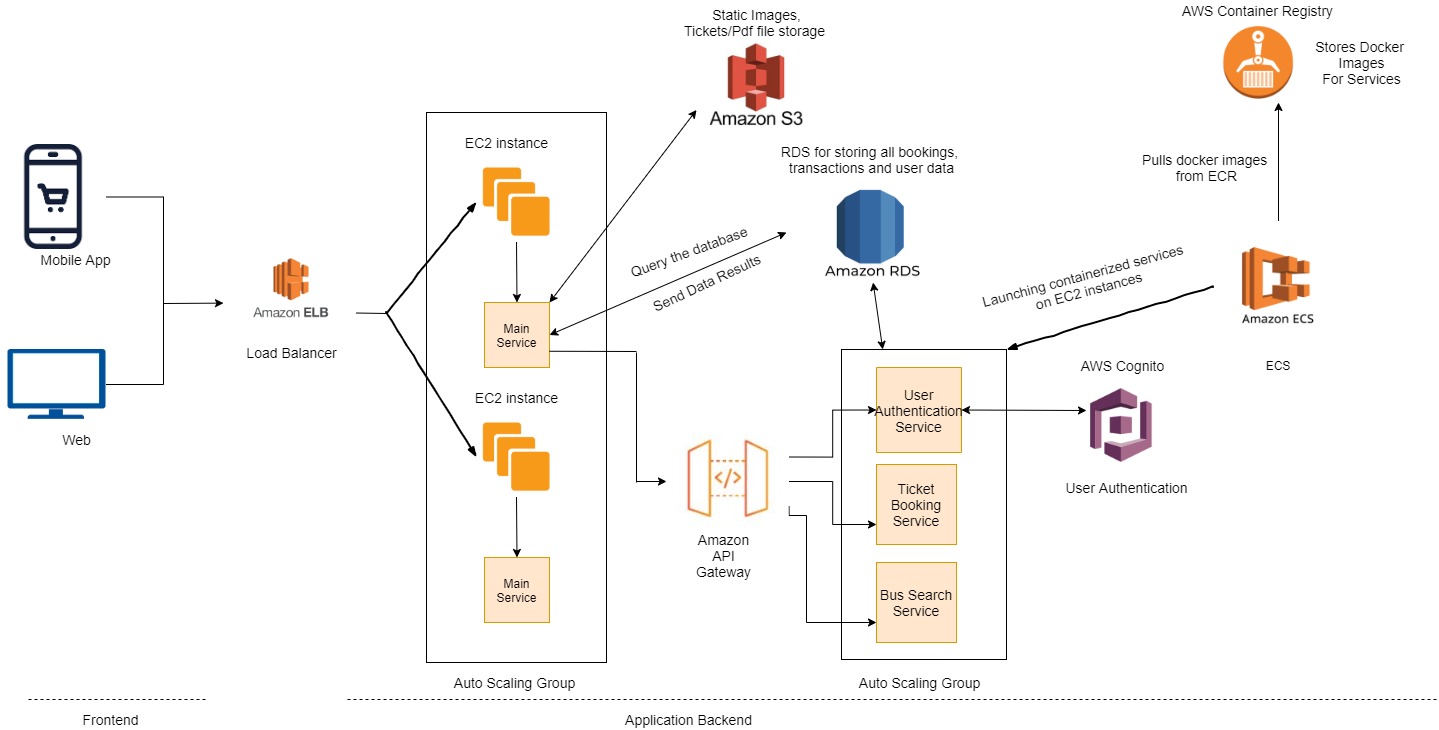 Static Images,
Tickets/Pdf file storage
Amazon S3
AWS Container Registry
Stores Docker
Images
For Services
Pulls docker images
from ECR
RDS for storing all bookings,
transactions and user data
Amazon RDS
Mobile App
Web
Amazon ELB
Load Balancer
EC2 instance
Main
Service
EC2 instance
Main
Service
Auto Scaling Group
Query the database
Send Data Results
Launching containerized services
on EC2 instances
Amazon ECS
ECS
AWS Cognito
User Authentication
</>
Amazon
API
Gateway
User
Authentication
Service
Ticket
Booking
Service
Bus Search
Service
Auto Scaling Group
Frontend
Application Backend